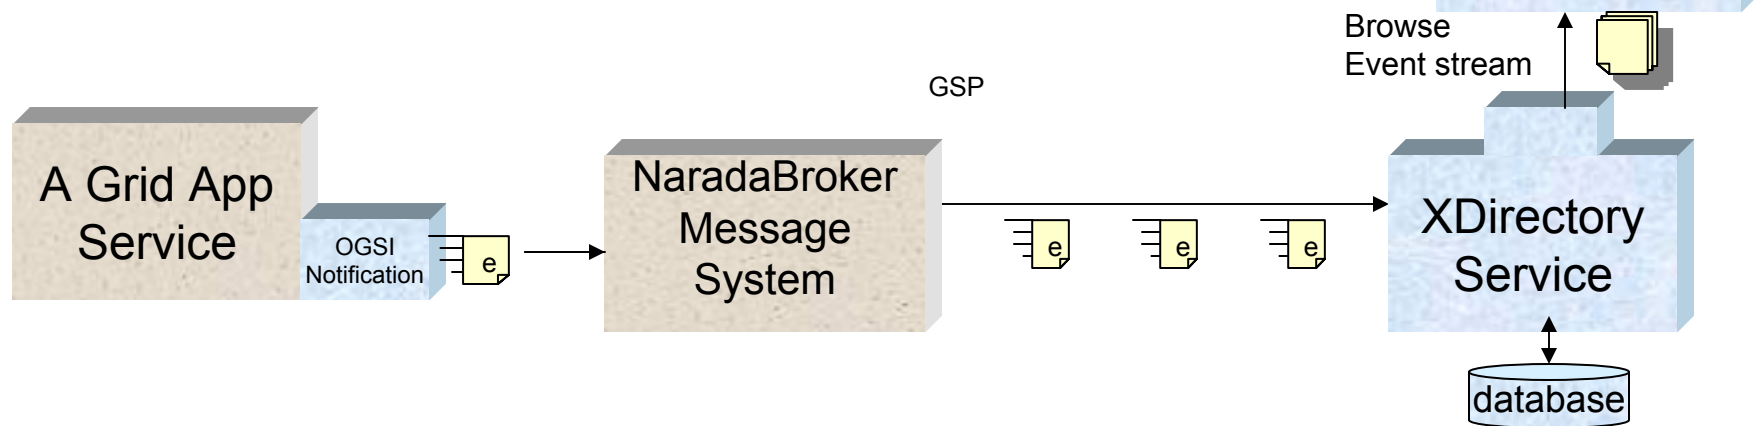 Browse
Event stream
GSP
A Grid App
Service
OGSI
Notification
e
NaradaBroker
Message
System
e
e
e
XDirectory
Service
database